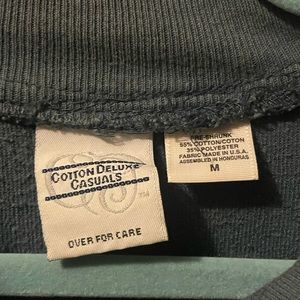 COTTON DELUXE
CASUALS
TM
OVER FOR CARE
PRE-SHRUNK
65% COTTON/COTON
35% POLYESTER
FABRIC MADE IN U.S.A.
ASSEMBLED IN HONDURAS
M